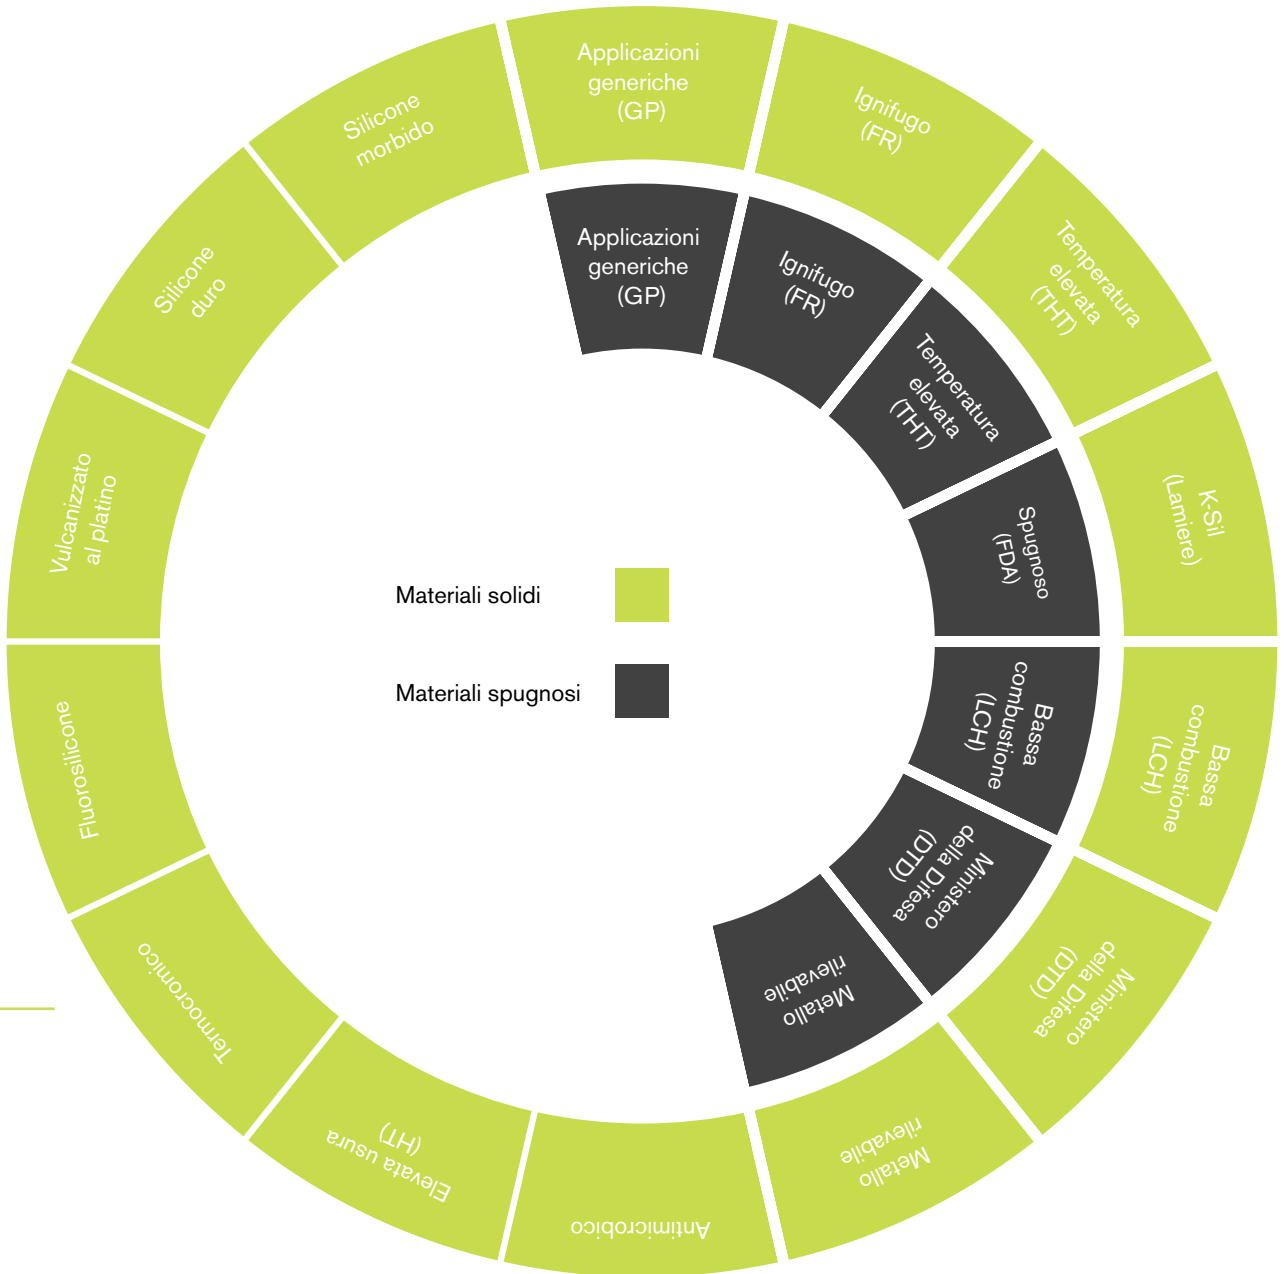 Applicazioni
generiche
(GP)
Ignifugo
(FR)
Temperatura
elevata
(THT)
K-Sil
(Lamiere)
Bassa
combustione
(LCH)
Ministero
della Difesa
(DTD)
Metallo
rilevabile
Antimicrobico
Elevata usura
(HT)
Termocromico
Fluorosilicone
Vulcanizzato
al platino
Silicone
duro
Silicone
morbido
Applicazioni
generiche
(GP)
Ignifugo
(FR)
Temperatura
elevata
(THT)
Spugnoso
(FDA)
Bassa
combustione
(LCH)
Ministero
della Difesa
(DTD)
Metallo
rilevabile
Materiali solidi
Materiali spugnosi